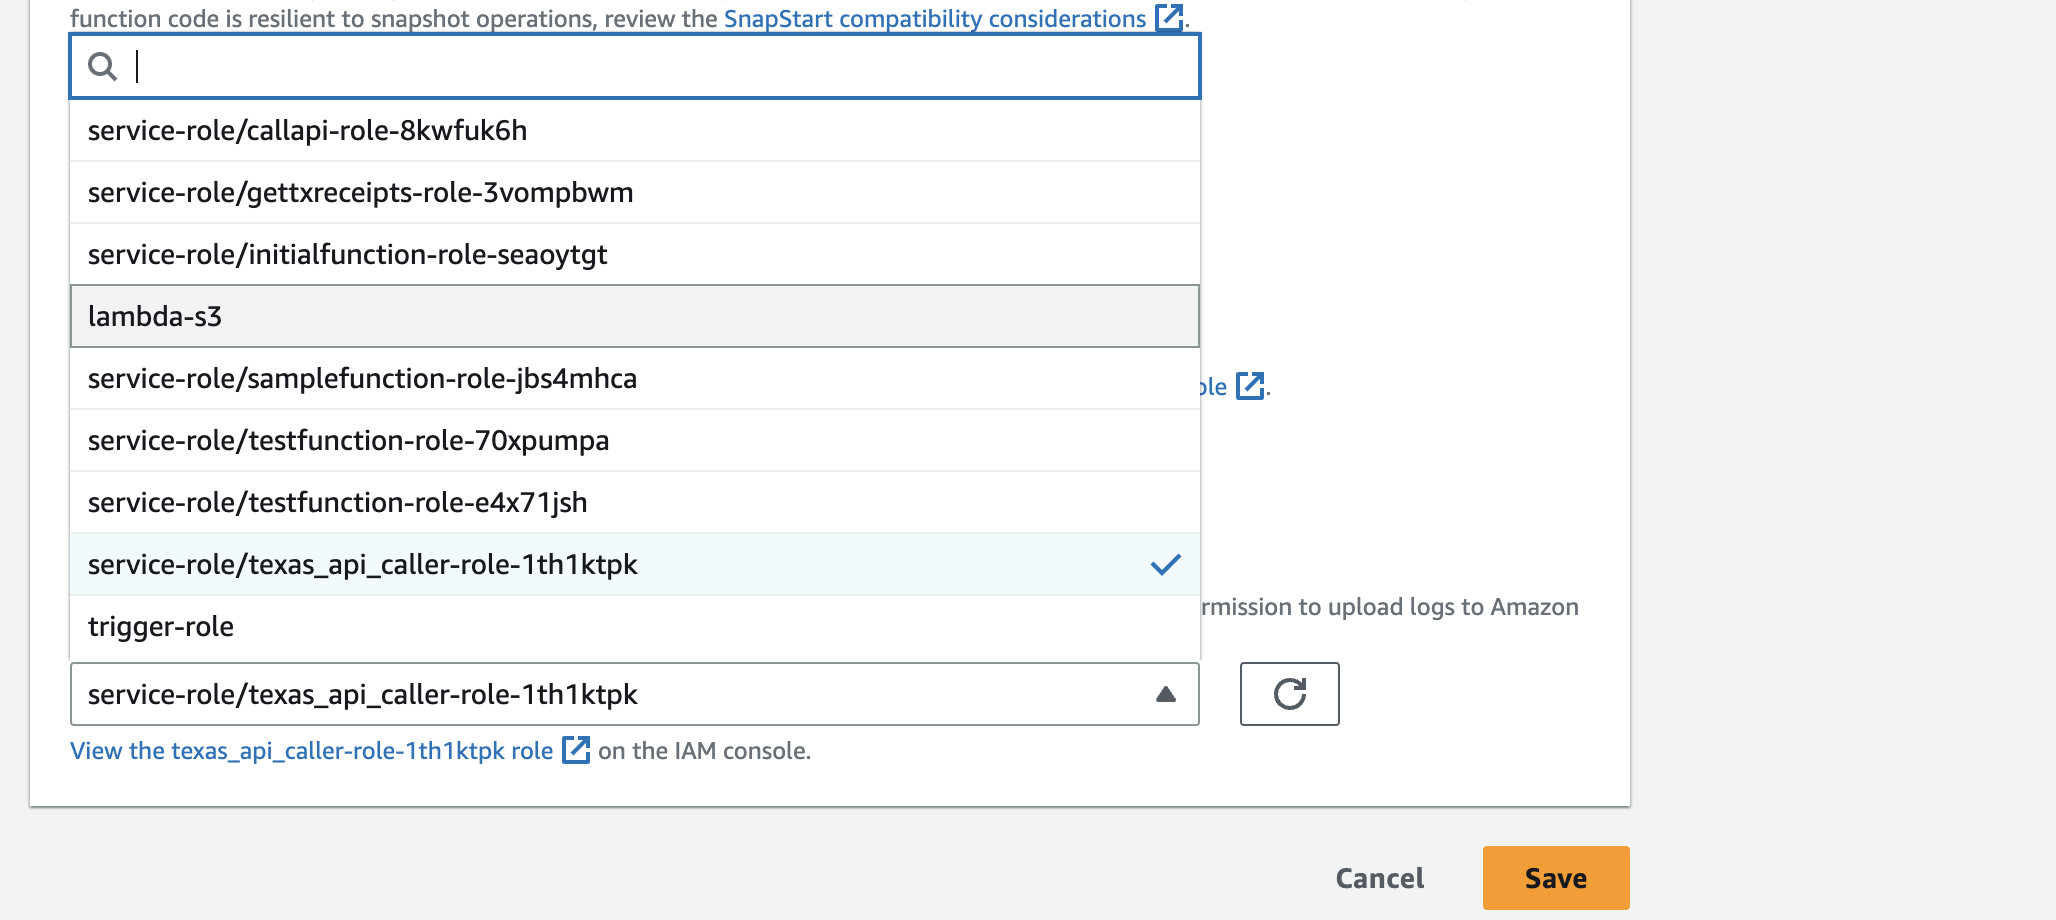 function code is resilient to snapshot operations, review the SnapStart compatibility considerations.
service-role/callapi-role-8kwfuk6h
service-role/gettxreceipts-role-3vompbwm
service-role/initialfunction-role-seaoytgt
lambda-s3
service-role/samplefunction-role-jbs4mhca
ole.
service-role/testfunction-role-70xpumpa
service-role/testfunction-role-e4x71jsh
service-role/texas_api_caller-role-1th1ktpk
rmission to upload logs to Amazon
trigger-role
service-role/texas_api_caller-role-1th1ktpk
View the texas_api_caller-role-1th1ktpk role on the IAM console.
Cancel
Save